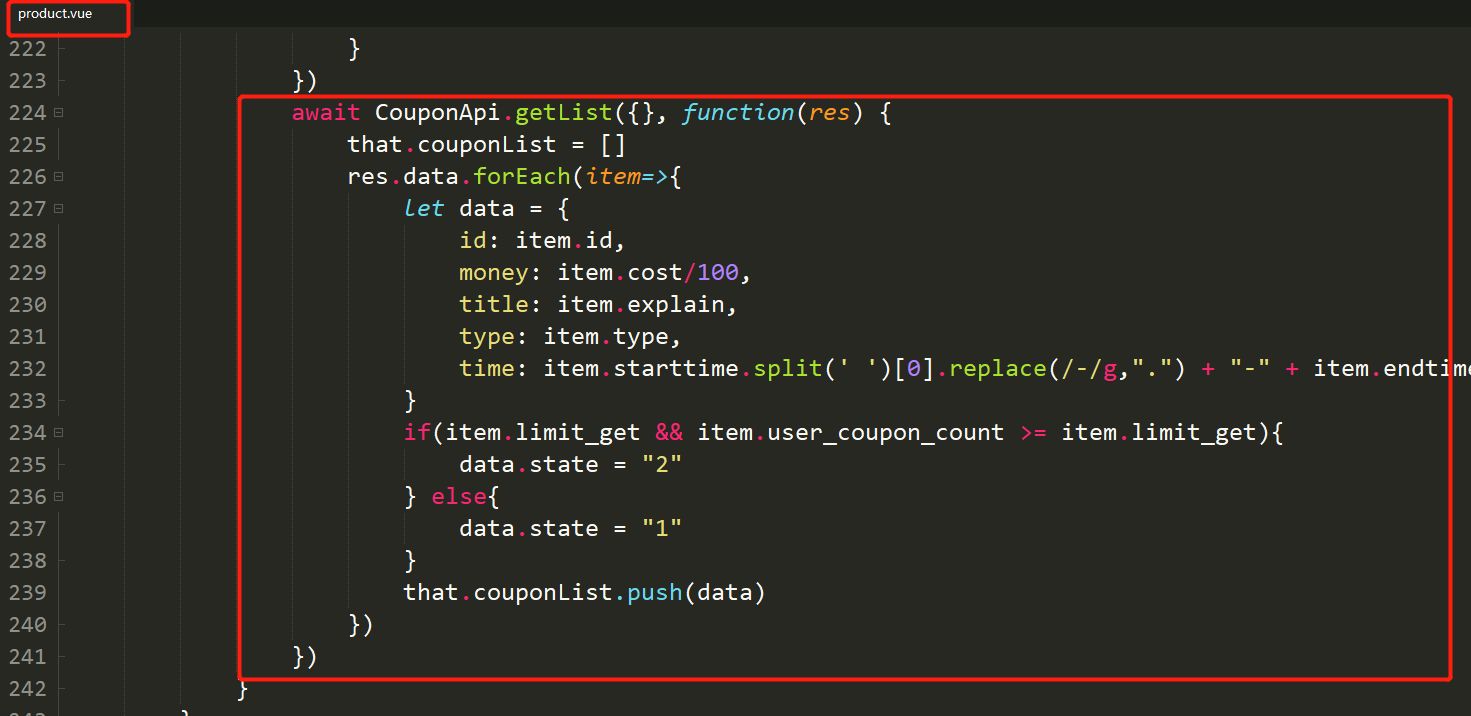 product.vue
222 }
223 })
224 await CouponApi.getList({}, function(res) {
225 that.couponList = []
226 res.data.forEach(item=>{
227 let data = {
228 id: item.id,
229 money: item.cost/100,
230 title: item.explain,
231 type: item.type,
232 time: item.starttime.split(' ')[0].replace(/-/g,".") + "-" + item.endtime
233 }
234 if(item.limit_get && item.user_coupon_count >= item.limit_get){
235 data.state = "2"
236 } else{
237 data.state = "1"
238 }
239 that.couponList.push(data)
240 })
241 })
242 }